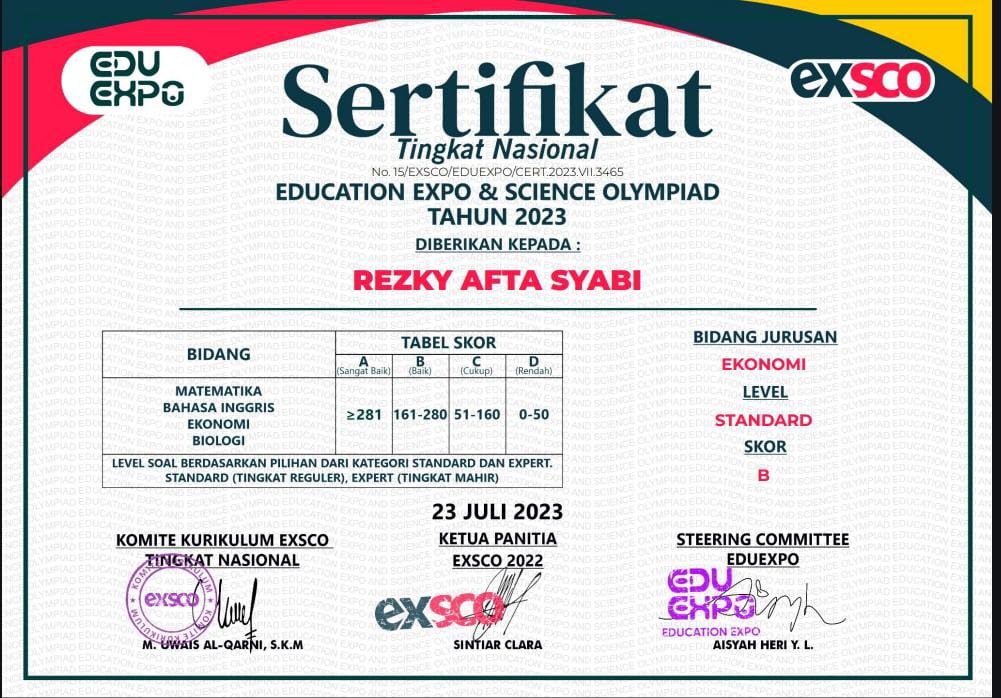 EDU
EXPO
exsco
Sertifikat
Tingkat Nasional
No. 15/EXSCO/EDUEXPO/CERT.2023.VII.3465
EDUCATION EXPO & SCIENCE OLYMPIAD
TAHUN 2023
DIBERIKAN KEPADA :
REZKY AFTA SYABI
BIDANG
TABEL SKOR
A B C D
(Sangat Baik) (Baik) (Cukup) (Rendah)
MATEMATIKA
BAHASA INGGRIS
EKONOMI
BIOLOGI
≥281 161-280 51-160 0-50
LEVEL SOAL BERDASARKAN PILIHAN DARI KATEGORI STANDARD DAN EXPERT.
STANDARD (TINGKAT REGULER), EXPERT (TINGKAT MAHIR)
BIDANG JURUSAN
EKONOMI
LEVEL
STANDARD
SKOR
B
23 JULI 2023
KOMITE KURIKULUM EXSCO
TINGKAT NASIONAL
KOMITE KURIKULUM
exsco
KOMITE KURIKULUM
M. UWAIS AL-QARNI, S.K.M
KETUA PANITIA
EXSCO 2022
exsco
SINTIAR CLARA
STEERING COMMITTEE
EDUEXPO
EDU
EXPO
EDUCATION EXPO
AISYAH HERI Y. L.